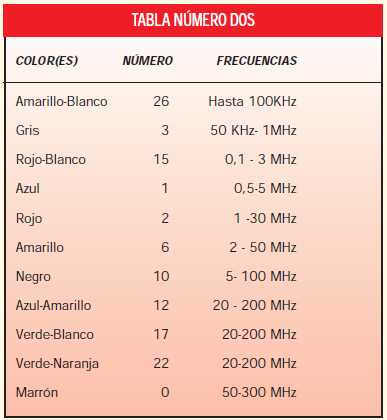 TABLA NÚMERO DOS
COLOR(ES) NÚMERO FRECUENCIAS
Amarillo-Blanco 26 Hasta 100KHz
Gris 3 50 KHz- 1MHz
Rojo-Blanco 15 0,1 - 3 MHz
Azul 1 0,5-5 MHz
Rojo 2 1 -30 MHz
Amarillo 6 2 - 50 MHz
Negro 10 5- 100 MHz
Azul-Amarillo 12 20 - 200 MHz
Verde-Blanco 17 20-200 MHz
Verde-Naranja 22 20-200 MHz
Marrón 0 50-300 MHz